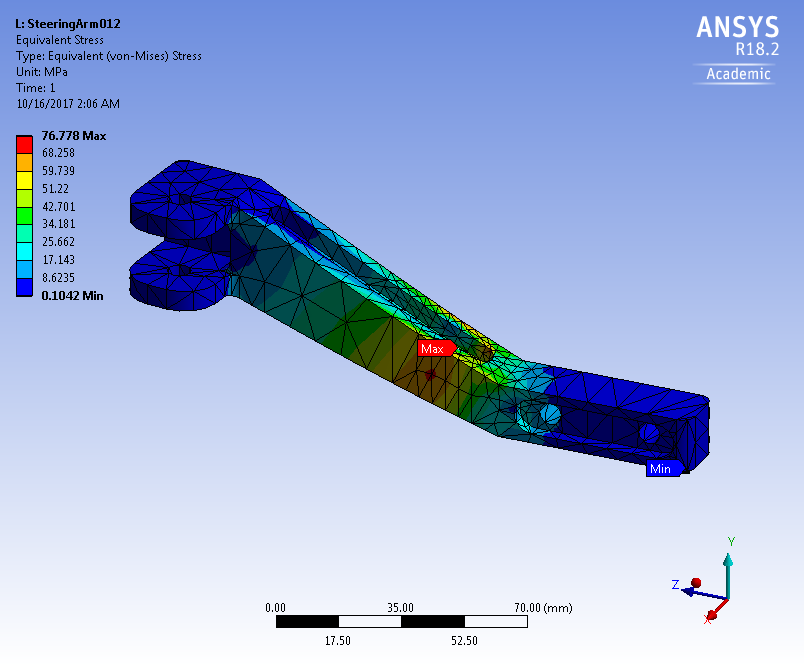 L: SteeringArm012
Equivalent Stress
Type: Equivalent (von-Mises) Stress
Unit: MPa
Time: 1
10/16/2017 2:06 AM
ANSYS
R18.2
Academic
76.778 Max
68.258
59.739
51.22
42.701
34.181
25.662
17.143
8.6235
0.1042 Min
Max
Min
Y
Z
X
0.00
35.00
70.00 (mm)
17.50
52.50